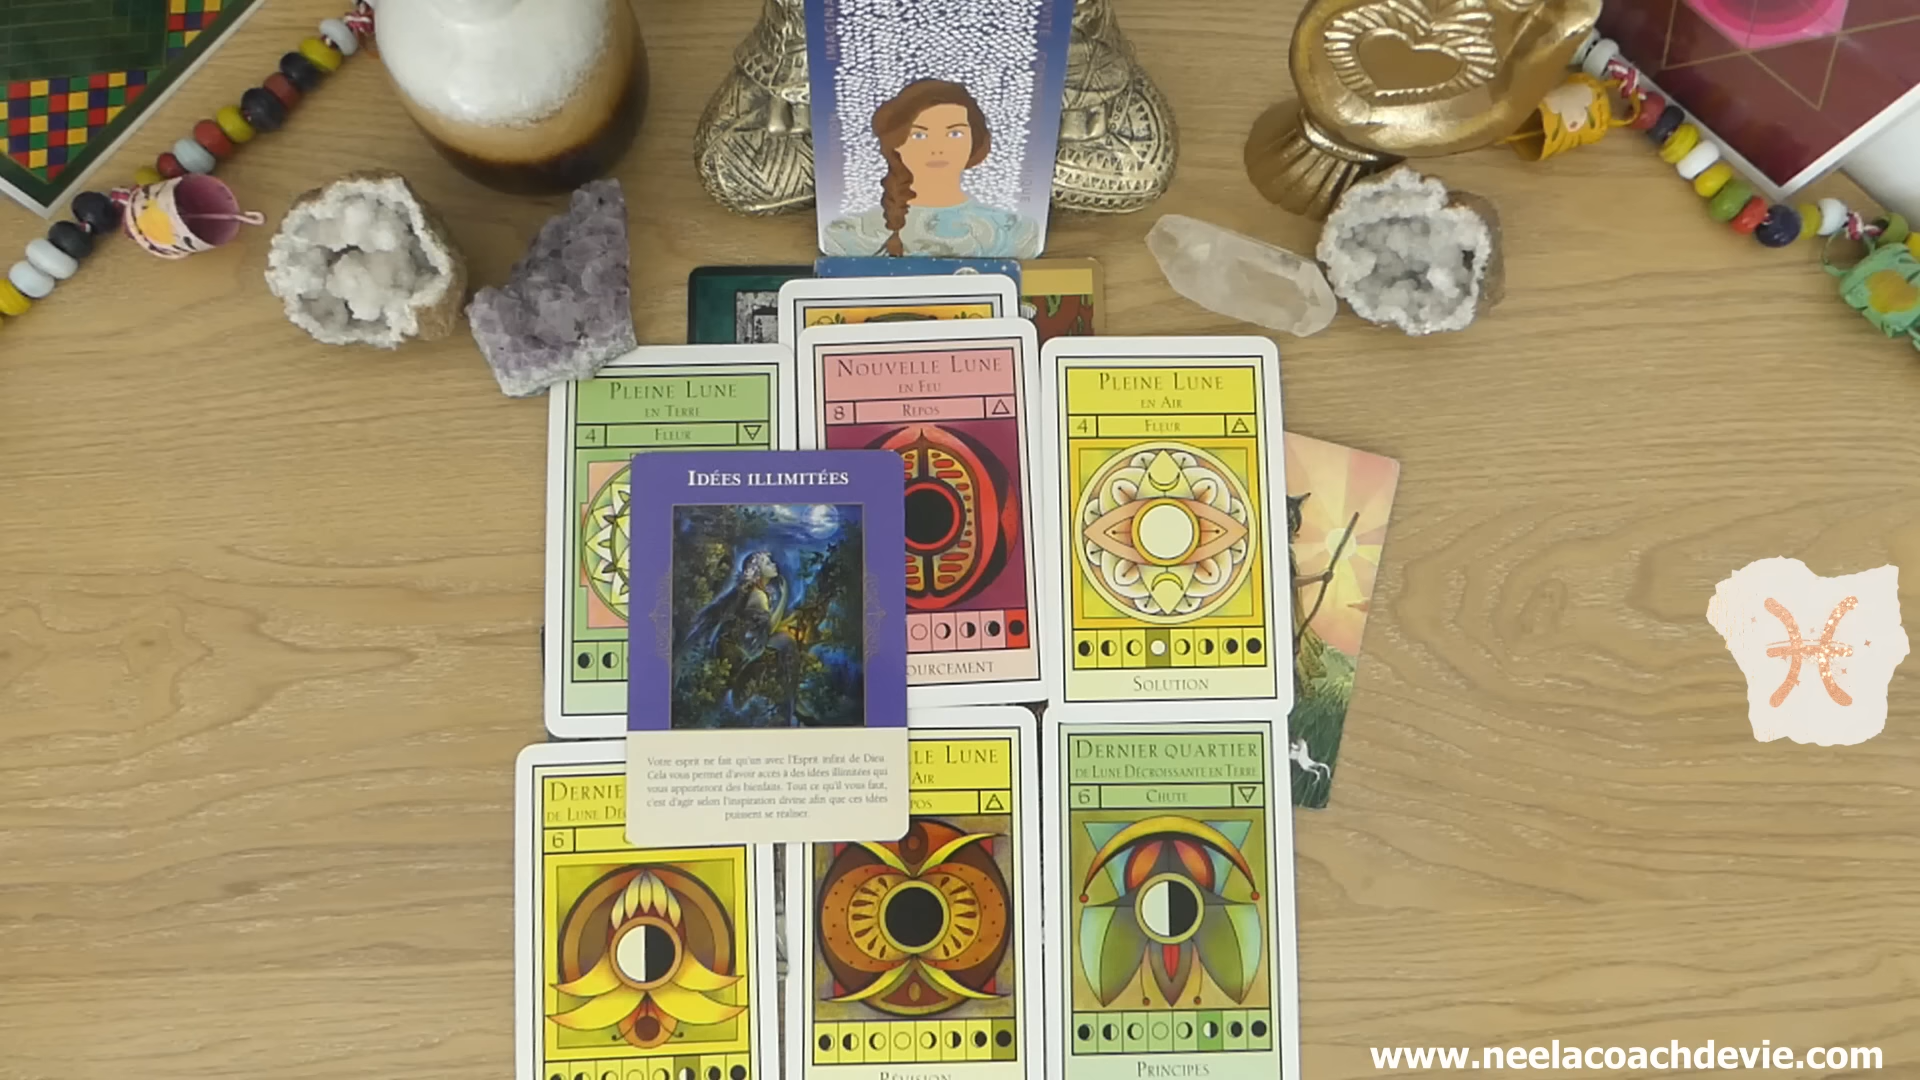 PLEINE LUNE
EN TERRE
4 FLEUR
NOUVELLE LUNE
EN FEU
8 REPOS
OURCEMENT
PLEINE LUNE
EN AIR
4 FLEUR
SOLUTION
IDÉES ILLIMITÉES
Votre esprit ne fait qu'un avec l'Esprit infini de Dieu.
Cela vous permet d'avoir accès à des idées illimitées qui
vous apporteront des bienfaits. Tout ce qu'il vous faut,
c'est d'agir selon l'inspiration divine afin que ces idées
puissent se réaliser.
DERNIE
DE LUNE DÉ
6
LLE LUNE
AIR
POS
RÉVISION
DERNIER QUARTIER
DE LUNE DÉCROISSANTE EN TERRE
6 CHUTE
PRINCIPES
www.neelacoachdevie.com